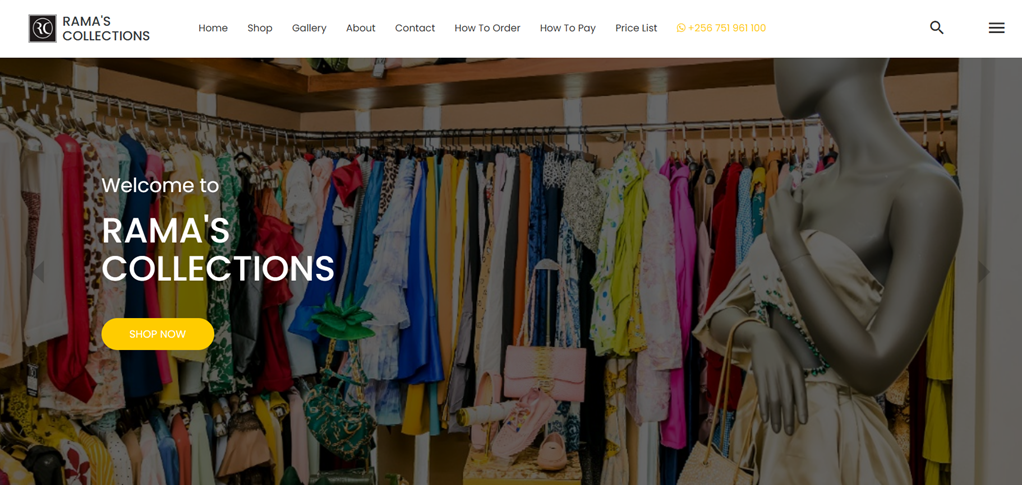 RC
RAMA'S
COLLECTIONS
Home Shop Gallery About Contact How To Order How To Pay Price List +256 751 961 100
Welcome to
RAMA'S
COLLECTIONS
SHOP NOW